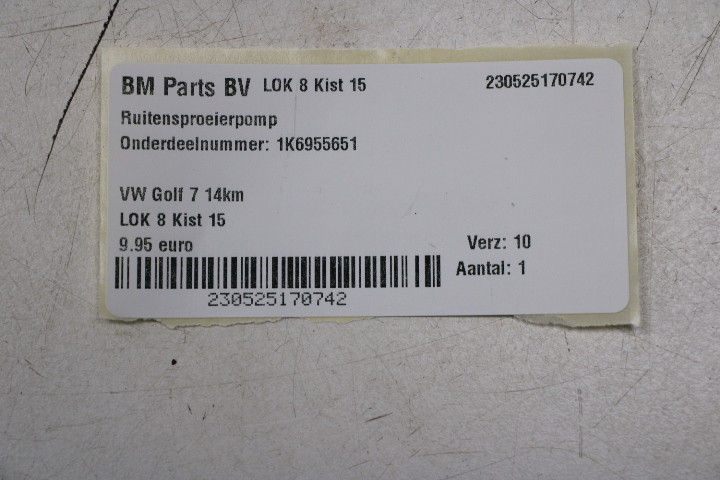 BM Parts BV LOK 8 Kist 15 230525170742
Ruitensproeierpomp
Onderdeelnummer: 1K6955651
VW Golf 7 14km
LOK 8 Kist 15
9.95 euro Verz: 10
Aantal: 1
230525170742